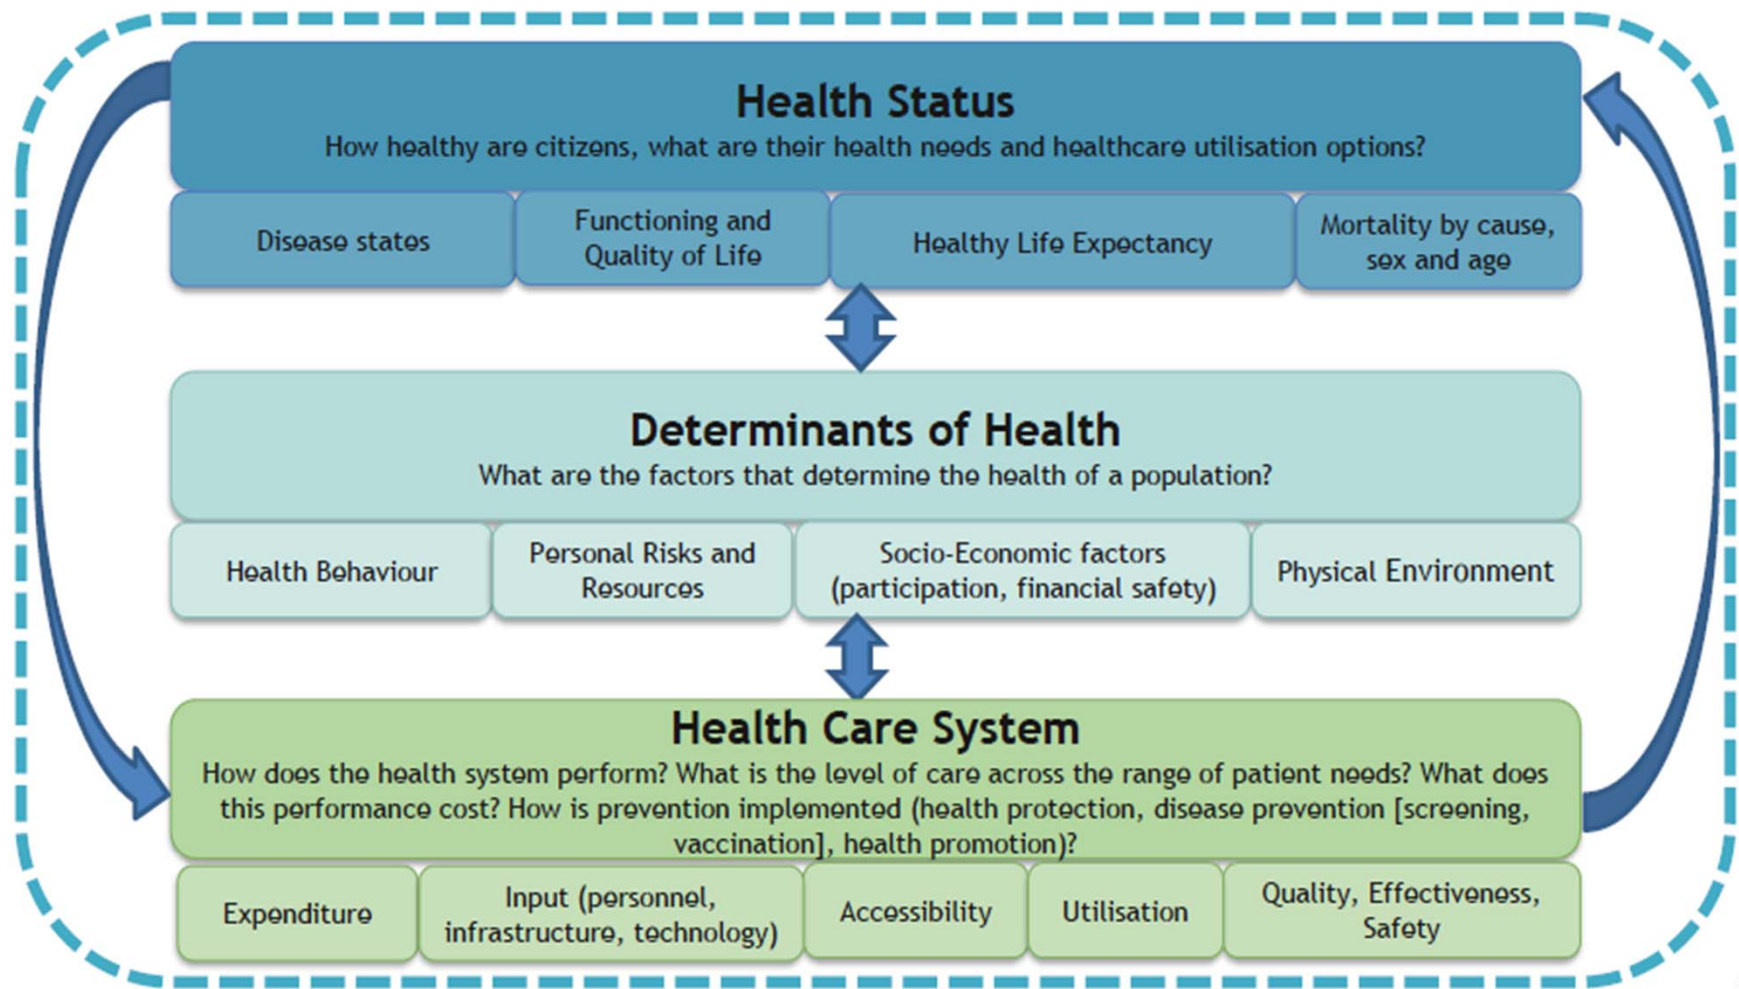 Health Status
How healthy are citizens, what are their health needs and healthcare utilisation options?
Disease states
Functioning and
Quality of Life
Healthy Life Expectancy
Mortality by cause,
sex and age
Determinants of Health
What are the factors that determine the health of a population?
Health Behaviour
Personal Risks and
Resources
Socio-Economic factors
(participation, financial safety)
Physical Environment
Health Care System
How does the health system perform? What is the level of care across the range of patient needs? What does
this performance cost? How is prevention implemented (health protection, disease prevention [screening,
vaccination], health promotion)?
Expenditure
Input (personnel,
infrastructure, technology)
Accessibility
Utilisation
Quality, Effectiveness,
Safety